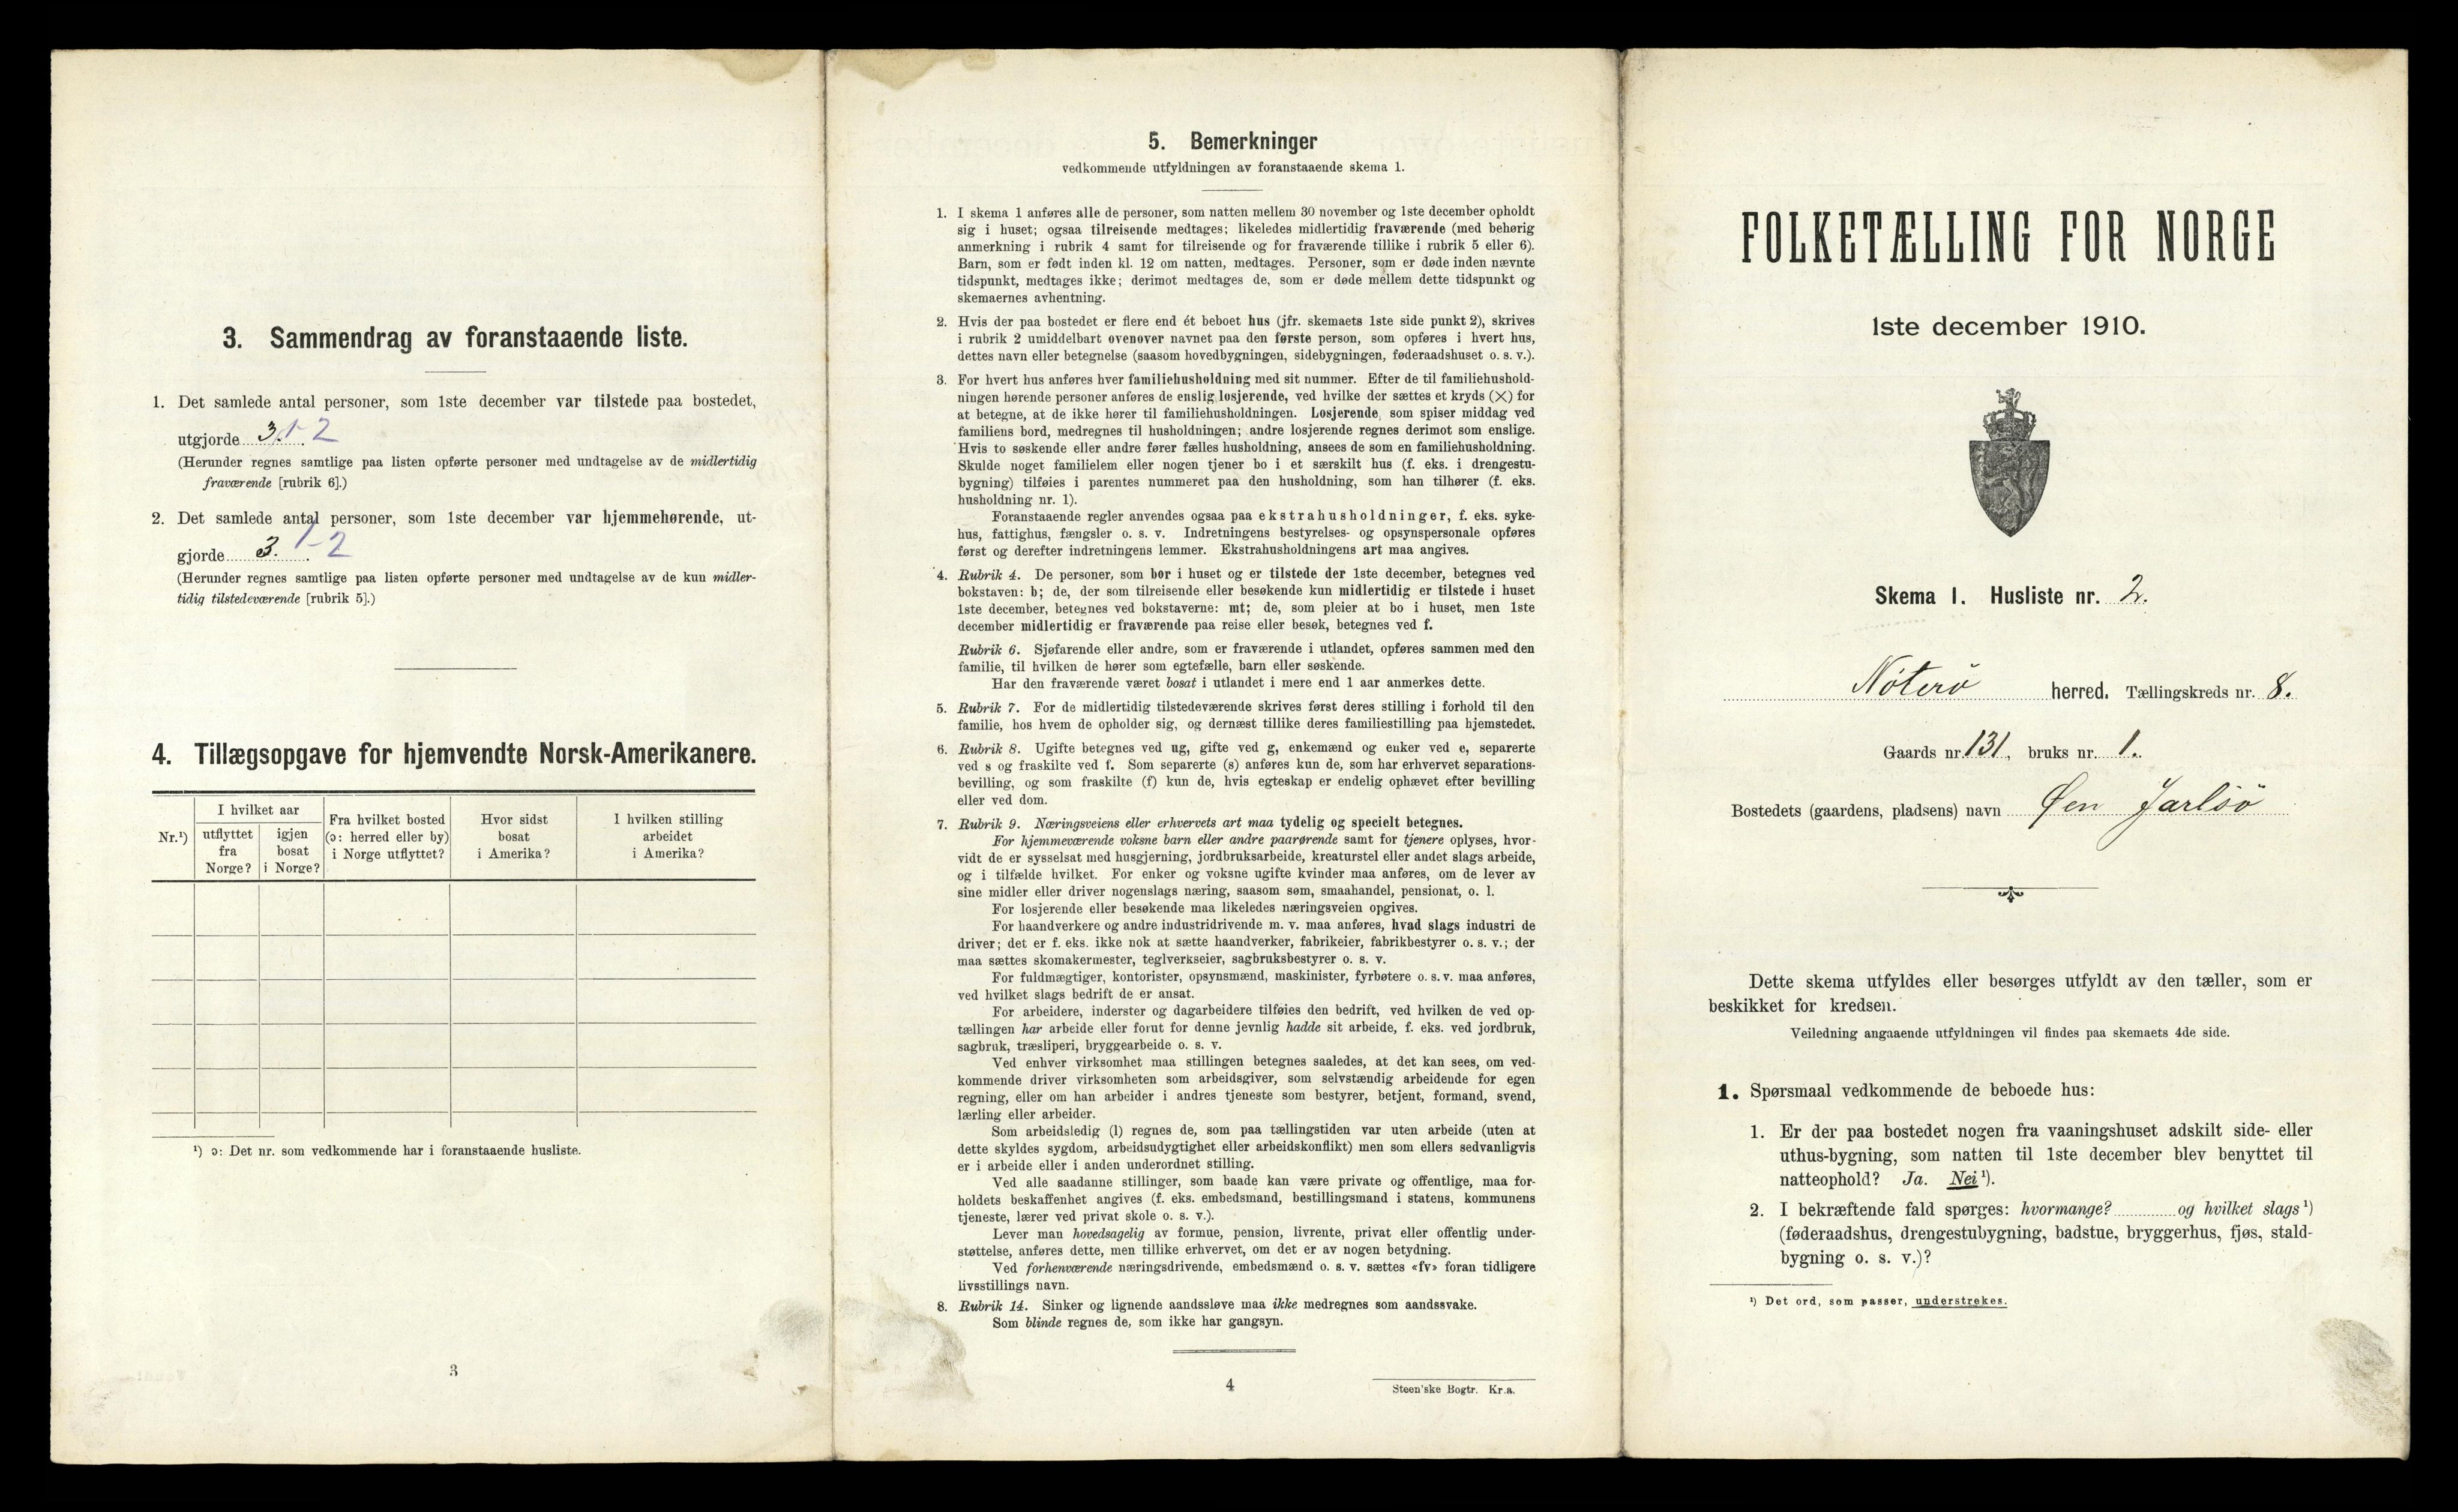 3. Sammendrag av foranstaaende liste.
1. Det samlede antal personer, som 1ste december var tilstede paa bostedet,
utgjorde 3. 1-2
(Herunder regnes samtlige paa listen opførte personer med undtagelse av de midlertidig
fraværende [rubrik 6].)
2. Det samlede antal personer, som 1ste december var hjemmehørende, ut-
gjorde 3. 1-2
(Herunder regnes samtlige paa listen opførte personer med undtagelse av de kun midler-
tidig tilstedeværende [rubrik 5].)
4. Tillægsopgave for hjemvendte Norsk-Amerikanere.
Nr.¹)
I hvilket aar
utflyttet
fra
Norge?
igjen
bosat
i Norge?
Fra hvilket bosted
(ɔ: herred eller by)
i Norge utflyttet?
Hvor sidst
bosat
i Amerika?
I hvilken stilling
arbeidet
i Amerika?
¹) ɔ: Det nr. som vedkommende har i foranstaaende husliste.
3
5. Bemerkninger
vedkommende utfyldningen av foranstaaende skema 1.
1. I skema 1 anføres alle de personer, som natten mellem 30 november og 1ste december opholdt
sig i huset; ogsaa tilreisende medtages; likeledes midlertidig fraværende (med behørig
anmerkning i rubrik 4 samt for tilreisende og for fraværende tillike i rubrik 5 eller 6).
Barn, som er født inden kl. 12 om natten, medtages. Personer, som er døde inden nævnte
tidspunkt, medtages ikke; derimot medtages de, som er døde mellem dette tidspunkt og
skemaernes avhentning.
2. Hvis der paa bostedet er flere end ét beboet hus (jfr. skemaets 1ste side punkt 2), skrives
i rubrik 2 umiddelbart ovenover navnet paa den første person, som opføres i hvert hus,
dettes navn eller betegnelse (saasom hovedbygningen, sidebygningen, føderaadshuset o. s. v.).
3. For hvert hus anføres hver familiehusholdning med sit nummer. Efter de til familiehushold-
ningen hørende personer anføres de enslig losjerende, ved hvilke der sættes et kryds (×) for
at betegne, at de ikke hører til familiehusholdningen. Losjerende, som spiser middag ved
familiens bord, medregnes til husholdningen; andre losjerende regnes derimot som enslige.
Hvis to søskende eller andre fører fælles husholdning, ansees de som en familiehusholdning.
Skulde noget familielem eller nogen tjener bo i et særskilt hus (f. eks. i drengestu-
bygning) tilføies i parentes nummeret paa den husholdning, som han tilhører (f. eks.
husholdning nr. 1).
Foranstaaende regler anvendes ogsaa paa ekstrahusholdninger, f. eks. syke-
hus, fattighus, fængsler o. s. v. Indretningens bestyrelses- og opsynspersonale opføres
først og derefter indretningens lemmer. Ekstrahusholdningens art maa angives.
4. Rubrik 4. De personer, som bor i huset og er tilstede der 1ste december, betegnes ved
bokstaven: b; de, der som tilreisende eller besøkende kun midlertidig er tilstede i huset
1ste december, betegnes ved bokstaverne: mt; de, som pleier at bo i huset, men 1ste
december midlertidig er fraværende paa reise eller besøk, betegnes ved f.
Rubrik 6. Sjøfarende eller andre, som er fraværende i utlandet, opføres sammen med den
familie, til hvilken de hører som egtefælle, barn eller søskende.
Har den fraværende været bosat i utlandet i mere end 1 aar anmerkes dette.
5. Rubrik 7. For de midlertidig tilstedeværende skrives først deres stilling i forhold til den
familie, hos hvem de opholder sig, og dernæst tillike deres familiestilling paa hjemstedet.
6. Rubrik 8. Ugifte betegnes ved ug, gifte ved g, enkemænd og enker ved e, separerte
ved s og fraskilte ved f. Som separerte (s) anføres kun de, som har erhvervet separations-
bevilling, og som fraskilte (f) kun de, hvis egteskap er endelig ophævet efter bevilling
eller ved dom.
7. Rubrik 9. Næringsveiens eller erhvervets art maa tydelig og specielt betegnes.
For hjemmeværende voksne barn eller andre paarørende samt for tjenere oplyses, hvor-
vidt de er sysselsat med husgjerning, jordbruksarbeide, kreaturstel eller andet slags arbeide,
og i tilfælde hvilket. For enker og voksne ugifte kvinder maa anføres, om de lever av
sine midler eller driver nogenslags næring, saasom søm, smaahandel, pensionat, o. l.
For losjerende eller besøkende maa likeledes næringsveien opgives.
For haandverkere og andre industridrivende m. v. maa anføres, hvad slags industri de
driver; det er f. eks. ikke nok at sætte haandverker, fabrikeier, fabrikbestyrer o. s. v.; der
maa sættes skomakermester, teglverkseier, sagbruksbestyrer o. s. v.
For fuldmægtiger, kontorister, opsynsmænd, maskinister, fyrbøtere o. s. v. maa anføres,
ved hvilket slags bedrift de er ansat.
For arbeidere, inderster og dagarbeidere tilføies den bedrift, ved hvilken de ved op-
tællingen har arbeide eller forut for denne jevnlig hadde sit arbeide, f. eks. ved jordbruk,
sagbruk, træsliperi, bryggearbeide o. s. v.
Ved enhver virksomhet maa stillingen betegnes saaledes, at det kan sees, om ved-
kommende driver virksomheten som arbeidsgiver, som selvstændig arbeidende for egen
regning, eller om han arbeider i andres tjeneste som bestyrer, betjent, formand, svend,
lærling eller arbeider.
Som arbeidsledig (l) regnes de, som paa tællingstiden var uten arbeide (uten at
dette skyldes sygdom, arbeidsudygtighet eller arbeidskonflikt) men som ellers sedvanligvis
er i arbeide eller i anden underordnet stilling.
Ved alle saadanne stillinger, som baade kan være private og offentlige, maa for-
holdets beskaffenhet angives (f. eks. embedsmand, bestillingsmand i statens, kommunens
tjeneste, lærer ved privat skole o. s. v.).
Lever man hovedsagelig av formue, pension, livrente, privat eller offentlig under-
støttelse, anføres dette, men tillike erhvervet, om det er av nogen betydning.
Ved forhenværende næringsdrivende, embedsmænd o. s. v. sættes «fv» foran tidligere
livsstillings navn.
8. Rubrik 14. Sinker og lignende aandssløve maa ikke medregnes som aandssvake.
Som blinde regnes de, som ikke har gangsyn.
4
Steen'ske Bogtr. Kr.a.
FOLKETÆLLING FOR NORGE
1ste december 1910.
Skema 1. Husliste nr. 2.
Nøterø herred. Tællingskreds nr. 8.
Gaards nr. 131, bruks nr. 1.
Bostedets (gaardens, pladsens) navn Øen Jarlsö
Dette skema utfyldes eller besørges utfyldt av den tæller, som er
beskikket for kredsen.
Veiledning angaaende utfyldningen vil findes paa skemaets 4de side.
1. Spørsmaal vedkommende de beboede hus:
1. Er der paa bostedet nogen fra vaaningshuset adskilt side- eller
uthus-bygning, som natten til 1ste december blev benyttet til
natteophold? Ja. Nei ¹).
2. I bekræftende fald spørges: hvormange? og hvilket slags ¹)
(føderaadshus, drengestubygning, badstue, bryggerhus, fjøs, stald-
bygning o. s. v.)?
¹) Det ord, som passer, understrekes.